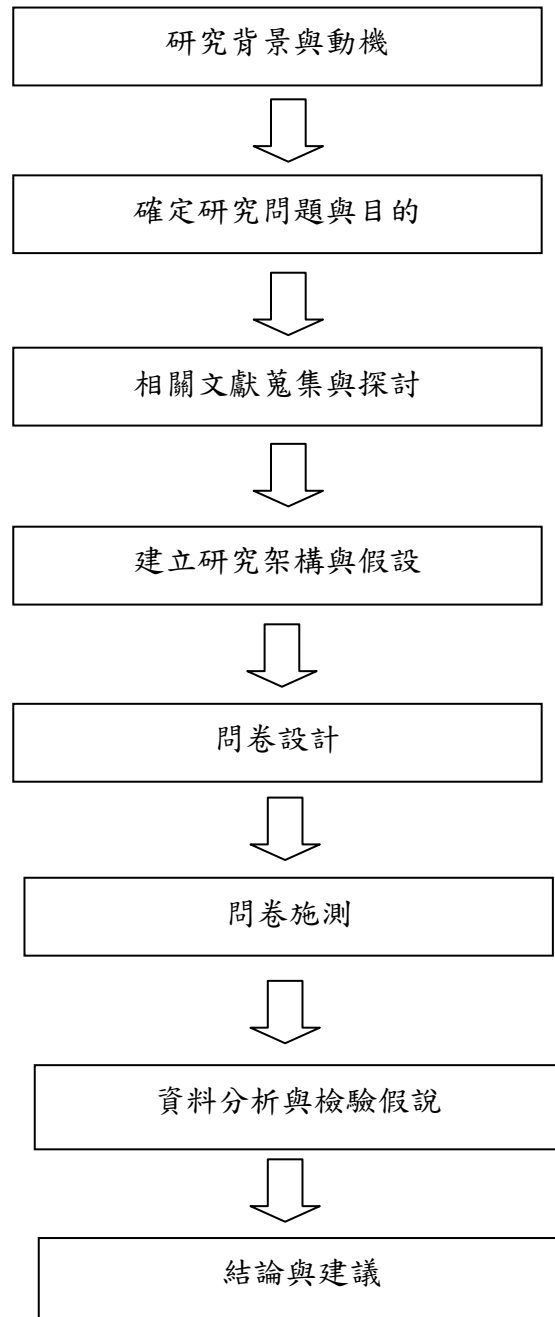 研究背景與動機
確定研究問題與目的
相關文獻蒐集與探討
建立研究架構與假設
問卷設計
問卷施測
資料分析與檢驗假說
結論與建議